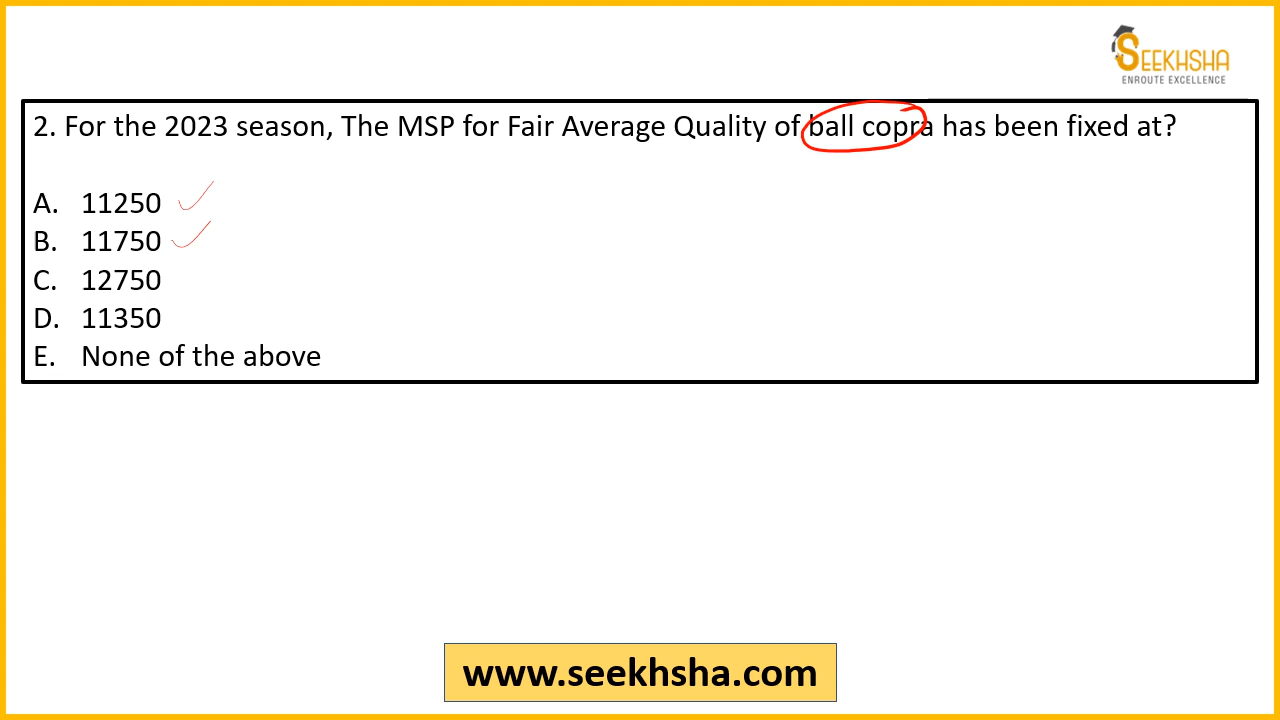 SEEKHSHA
ENROUTE EXCELLENCE
2. For the 2023 season, The MSP for Fair Average Quality of ball copra has been fixed at?
A. 11250
B. 11750
C. 12750
D. 11350
E. None of the above
www.seekhsha.com